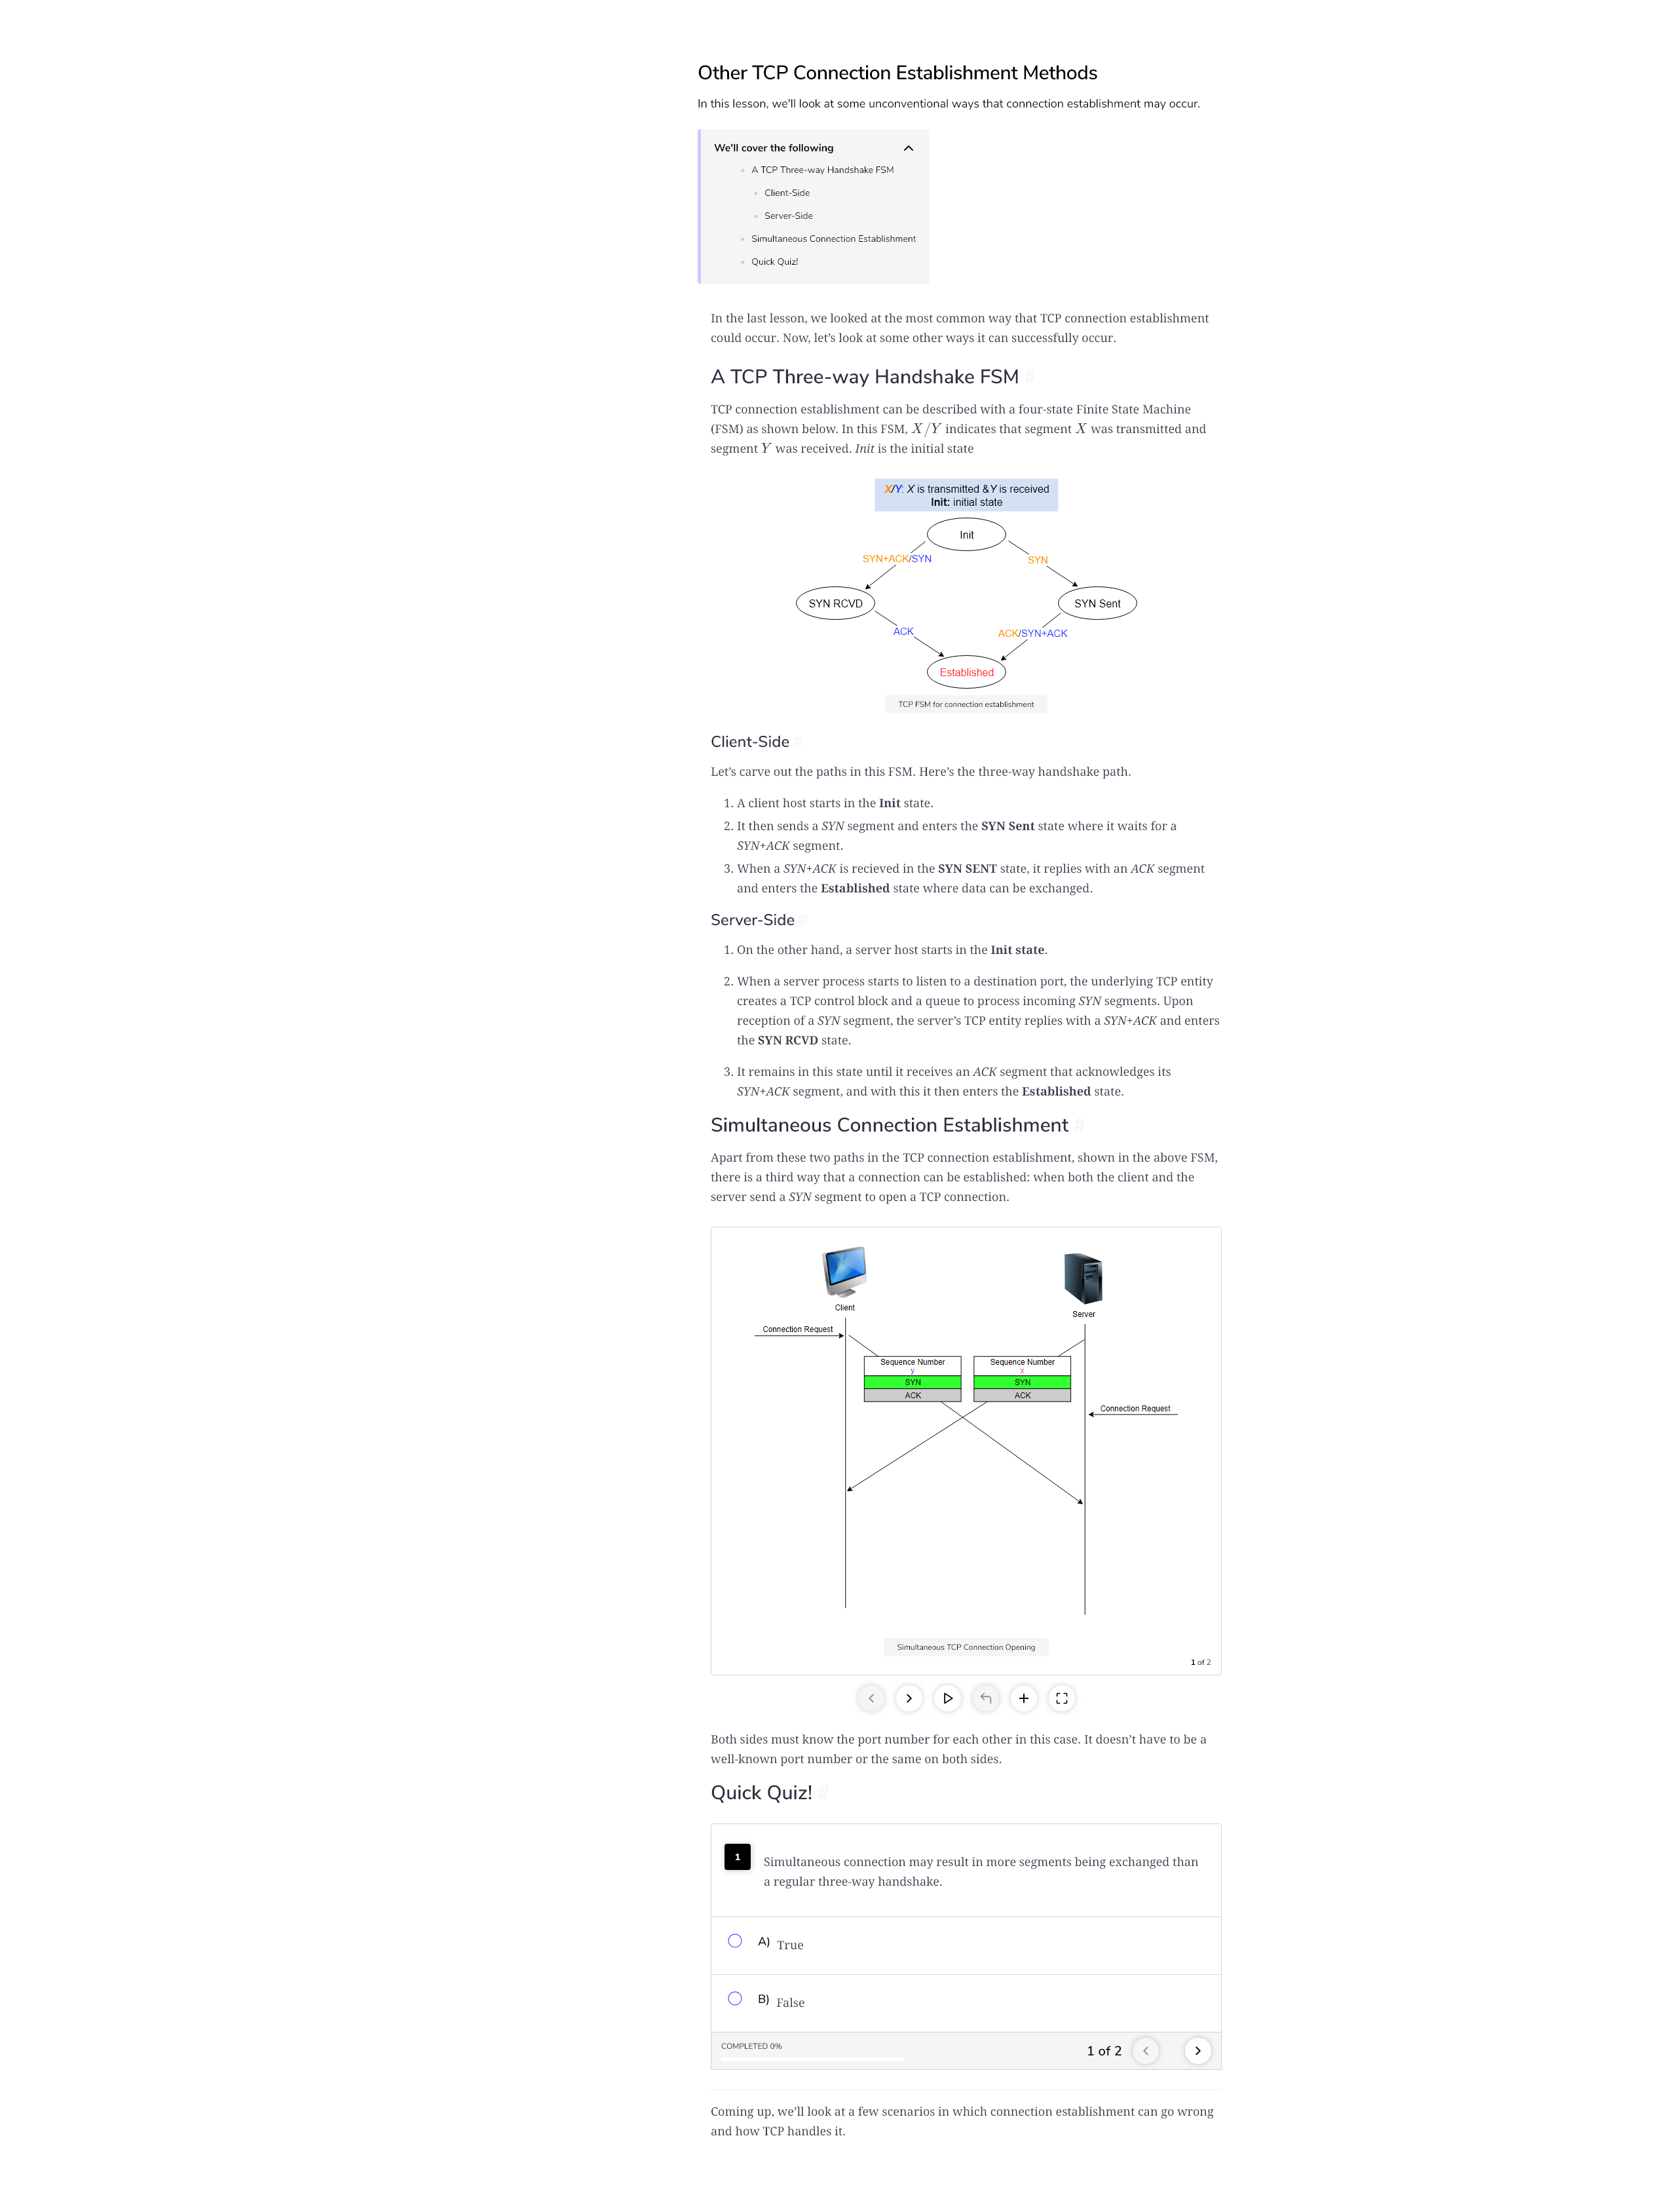 Other TCP Connection Establishment Methods
In this lesson, we'll look at some unconventional ways that connection establishment may occur.
We'll cover the following
A TCP Three-way Handshake FSM
Client-Side
Server-Side
Simultaneous Connection Establishment
Quick Quiz!
In the last lesson, we looked at the most common way that TCP connection establishment
could occur. Now, let's look at some other ways it can successfully occur.
A TCP Three-way Handshake FSM #
TCP connection establishment can be described with a four-state Finite State Machine
(FSM) as shown below. In this FSM, X/Y indicates that segment X was transmitted and
segment Y was received. Init is the initial state
X/Y: X is transmitted & Y is received
Init: initial state
Init
SYN+ACK/SYN
SYN
SYN RCVD
SYN Sent
ACK
ACK/SYN+ACK
Established
TCP FSM for connection establishment
Client-Side #
Let's carve out the paths in this FSM. Here's the three-way handshake path.
1. A client host starts in the Init state.
2. It then sends a SYN segment and enters the SYN Sent state where it waits for a
SYN+ACK segment.
3. When a SYN+ACK is recieved in the SYN SENT state, it replies with an ACK segment
and enters the Established state where data can be exchanged.
Server-Side #
1. On the other hand, a server host starts in the Init state.
2. When a server process starts to listen to a destination port, the underlying TCP entity
creates a TCP control block and a queue to process incoming SYN segments. Upon
reception of a SYN segment, the server's TCP entity replies with a SYN+ACK and enters
the SYN RCVD state.
3. It remains in this state until it receives an ACK segment that acknowledges its
SYN+ACK segment, and with this it then enters the Established state.
Simultaneous Connection Establishment #
Apart from these two paths in the TCP connection establishment, shown in the above FSM,
there is a third way that a connection can be established: when both the client and the
server send a SYN segment to open a TCP connection.
Client
Server
Connection Request
Sequence Number
y
SYN
ACK
Sequence Number
x
SYN
ACK
Connection Request
Simultaneous TCP Connection Opening
1 of 2
Both sides must know the port number for each other in this case. It doesn't have to be a
well-known port number or the same on both sides.
Quick Quiz! #
1
Simultaneous connection may result in more segments being exchanged than
a regular three-way handshake.
A) True
B) False
COMPLETED 0%
1 of 2
Coming up, we'll look at a few scenarios in which connection establishment can go wrong
and how TCP handles it.